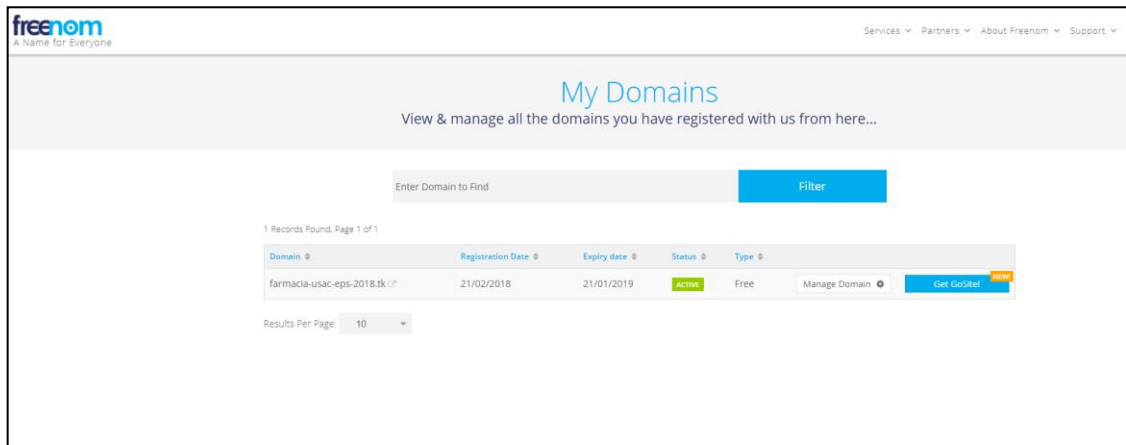 freenom
A Name for Everyone
Services Partners About Freenom Support
My Domains
View & manage all the domains you have registered with us from here...
Enter Domain to Find Filter
1 Records Found, Page 1 of 1
Domain Registration Date Expiry date Status Type
NEW!
farmacia-usac-eps-2018.tk 21/02/2018 21/01/2019 ACTIVE Free Manage Domain Get GoSite!
Results Per Page: 10